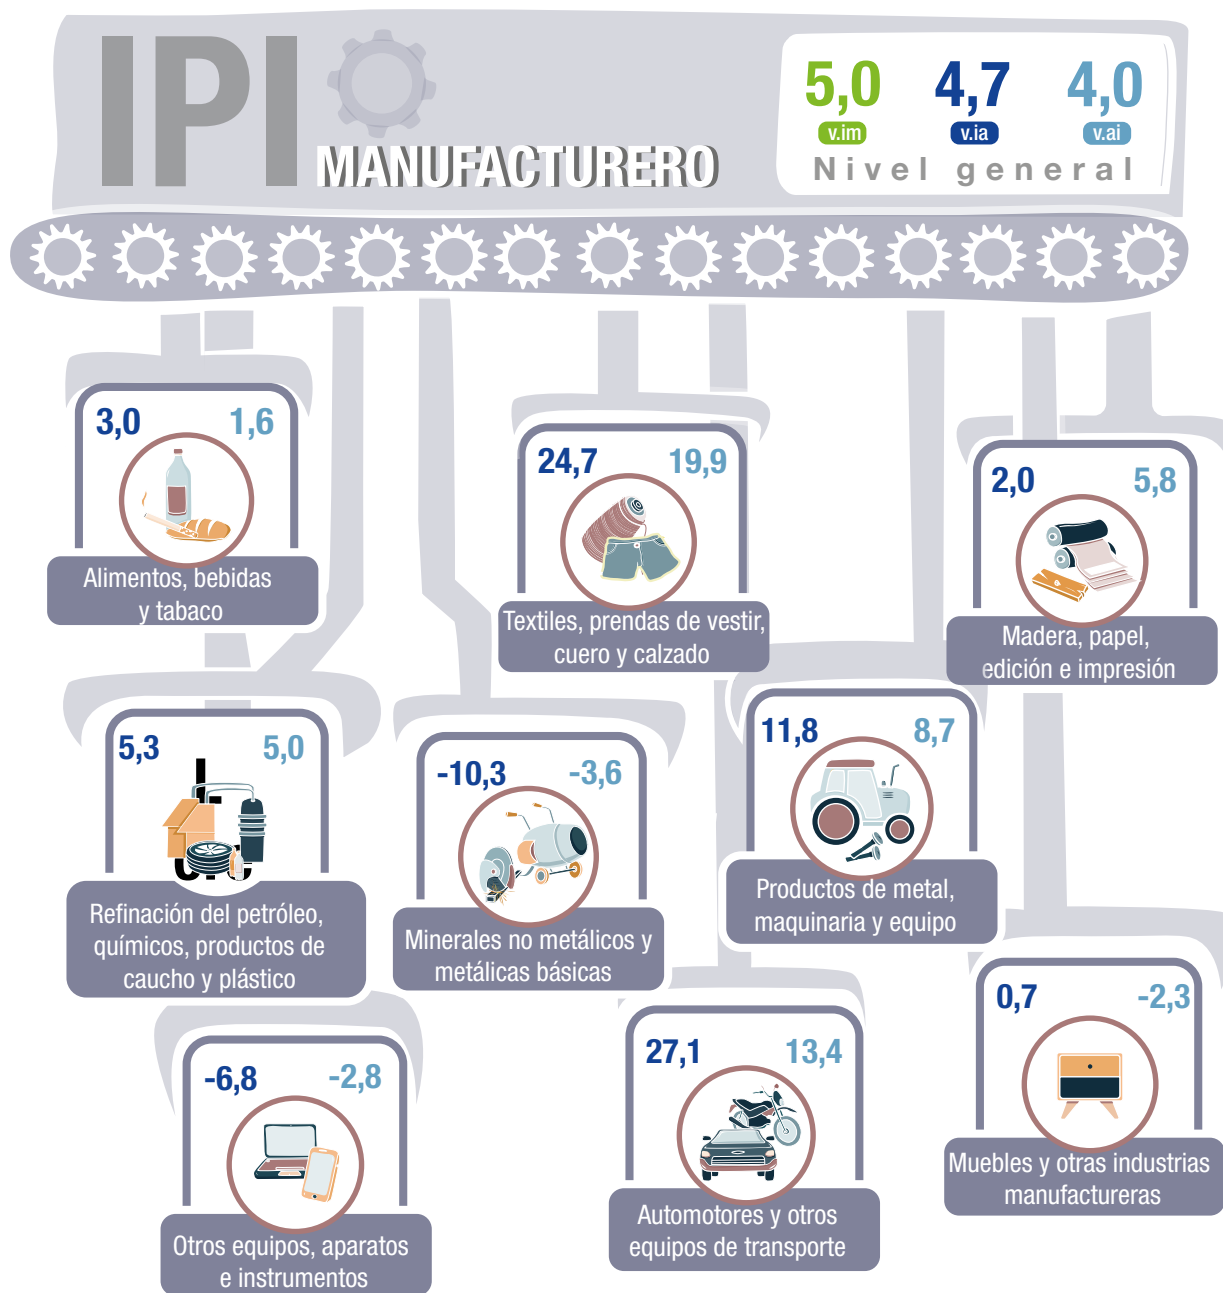 IPI
MANUFACTURERO
5,0 4,7 4,0
v.im v.ia v.ai
Nivel general
3,0 1,6
Alimentos, bebidas
y tabaco
24,7 19,9
Textiles, prendas de vestir,
cuero y calzado
2,0 5,8
Madera, papel,
edición e impresión
5,3 5,0
Refinación del petróleo,
químicos, productos de
caucho y plástico
-10,3 -3,6
Minerales no metálicos y
metálicas básicas
11,8 8,7
Productos de metal,
maquinaria y equipo
-6,8 -2,8
Otros equipos, aparatos
e instrumentos
27,1 13,4
Automotores y otros
equipos de transporte
0,7 -2,3
Muebles y otras industrias
manufactureras